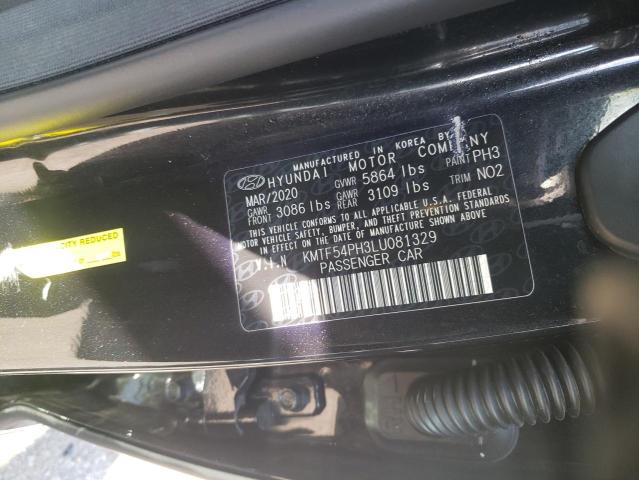 MANUFACTURED IN KOREA BY
HYUNDAI MOTOR COMPANY
MAR/2020 GVWR 5864 lbs PAINT PH3
GAWR FRONT 3086 lbs GAWR REAR 3109 lbs TRIM NO2
THIS VEHICLE CONFORMS TO ALL APPLICABLE U.S.A. FEDERAL
MOTOR VEHICLE SAFETY, BUMPER, AND THEFT PREVENTION
STANDARDS IN EFFECT ON THE DATE OF MANUFACTURE SHOWN ABOVE.
V.I.N KMTF54PH3LU081329
PASSENGER CAR
CITY REDUCED